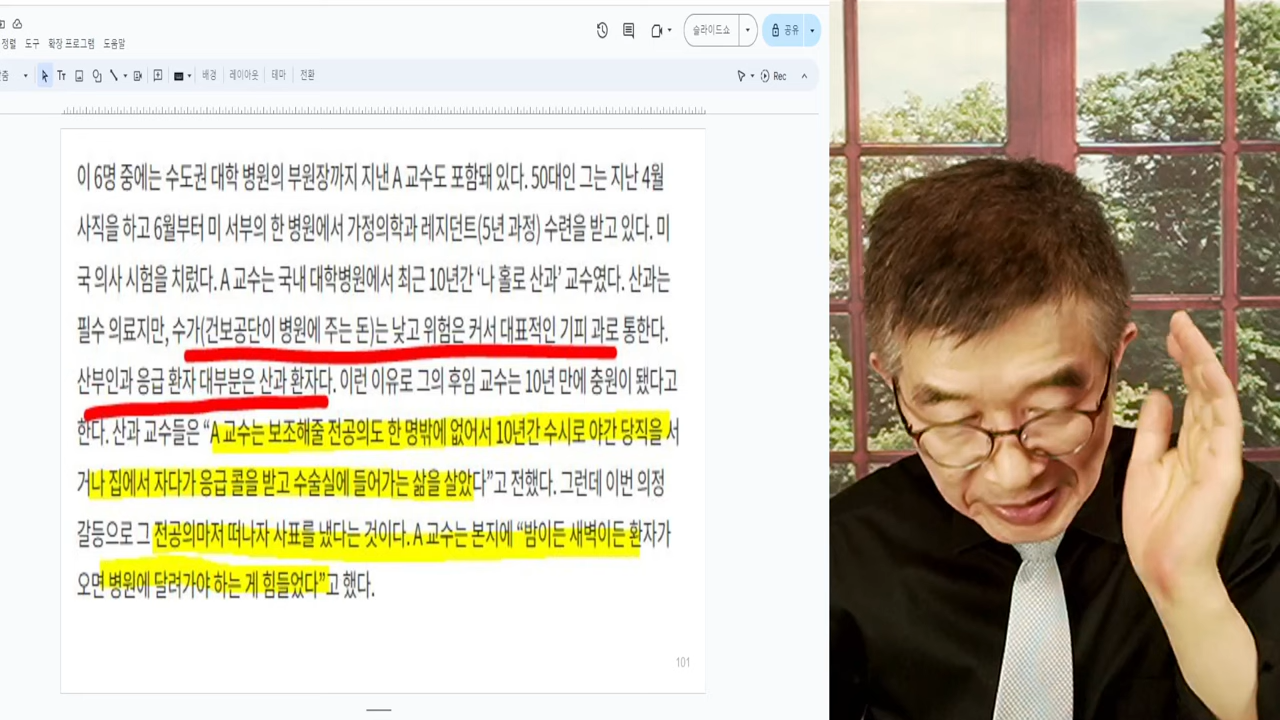 정렬 도구 확장 프로그램 도움말
슬라이드쇼
공유
배경 레이아웃 테마 전환
Rec
이 6명 중에는 수도권 대학 병원의 부원장까지 지낸 A 교수도 포함돼 있다. 50대인 그는 지난 4월
사직을 하고 6월부터 미 서부의 한 병원에서 가정의학과 레지던트(5년 과정) 수련을 받고 있다. 미
국 의사 시험을 치렀다. A 교수는 국내 대학병원에서 최근 10년간 ‘나 홀로 산과’ 교수였다. 산과는
필수 의료지만, 수가(건보공단이 병원에 주는 돈)는 낮고 위험은 커서 대표적인 기피 과로 통한다.
산부인과 응급 환자 대부분은 산과 환자다. 이런 이유로 그의 후임 교수는 10년 만에 충원이 됐다고
한다. 산과 교수들은 “A 교수는 보조해줄 전공의도 한 명밖에 없어서 10년간 수시로 야간 당직을 서
거나 집에서 자다가 응급 콜을 받고 수술실에 들어가는 삶을 살았다”고 전했다. 그런데 이번 의정
갈등으로 그 전공의마저 떠나자 사표를 냈다는 것이다. A 교수는 본지에 “밤이든 새벽이든 환자가
오면 병원에 달려가야 하는 게 힘들었다”고 했다.
101